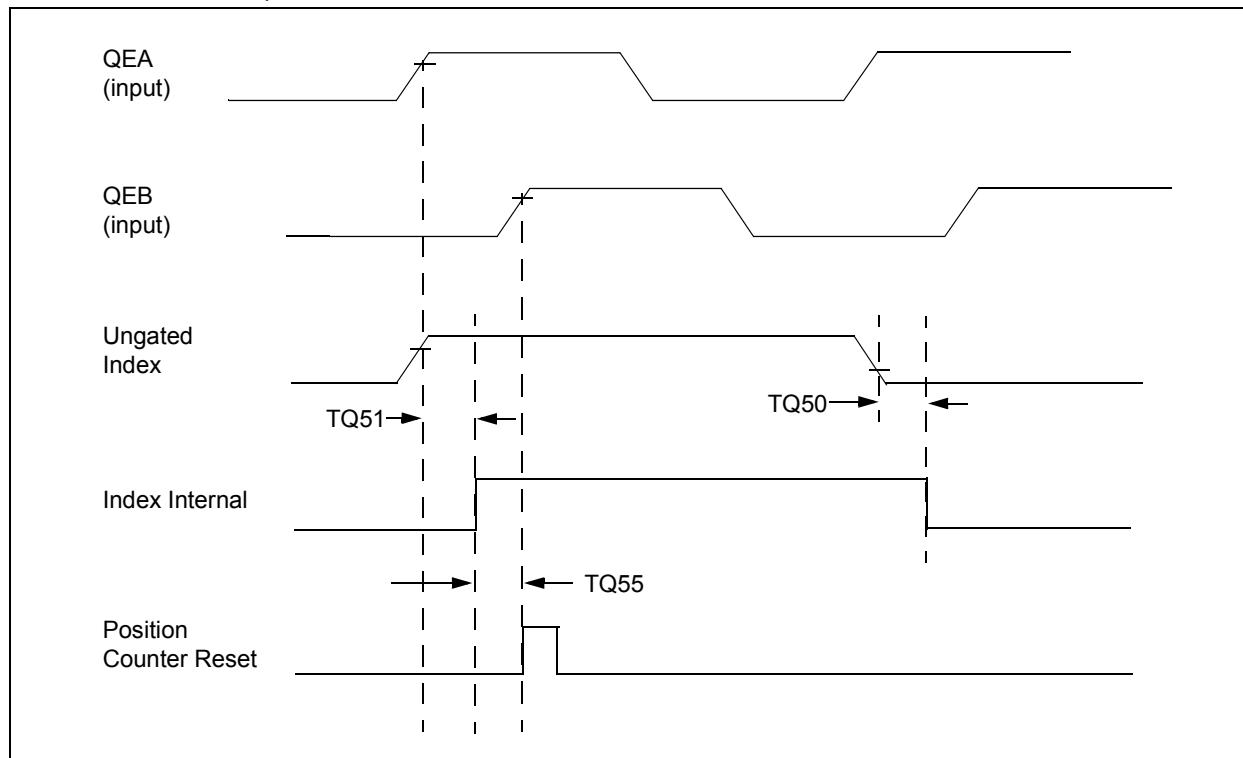 QEA
(input)
QEB
(input)
Ungated
Index
TQ51
TQ50
Index Internal
TQ55
Position
Counter Reset